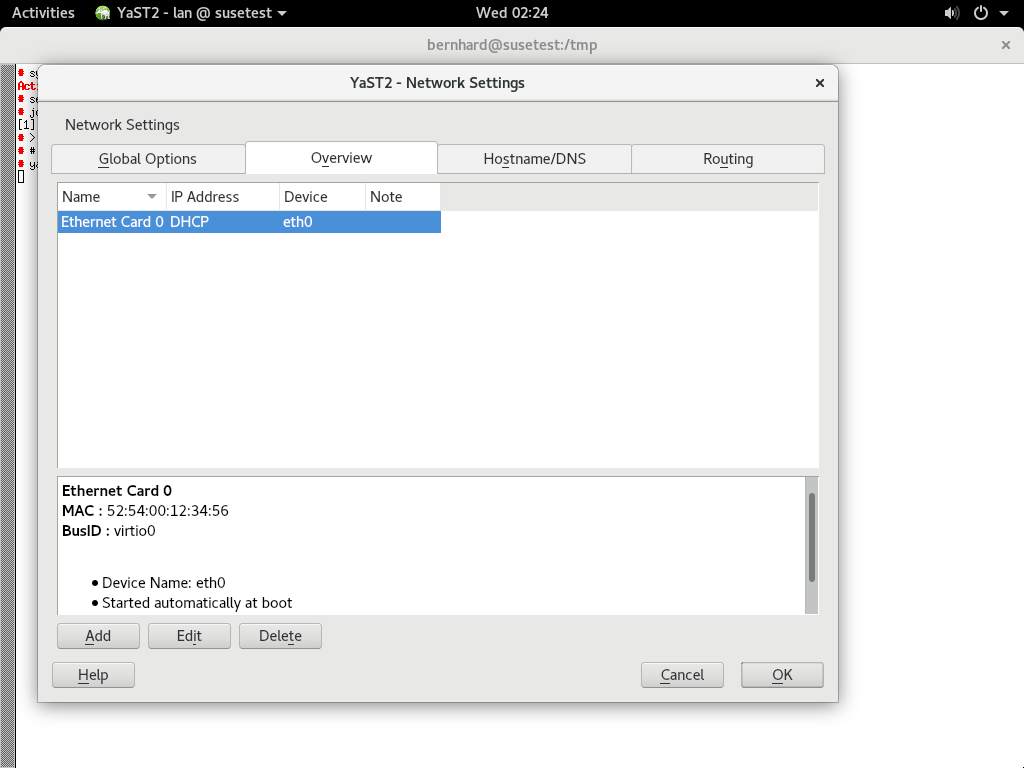 Activities YaST2 - lan @ susetest Wed 02:24
bernhard@susetest:/tmp
YaST2 - Network Settings
# sy
Acti
# se
# jo
[1]
# >
# #
# ya
Network Settings
Global Options Overview Hostname/DNS Routing
Name IP Address Device Note
Ethernet Card 0 DHCP eth0
Ethernet Card 0
MAC : 52:54:00:12:34:56
BusID : virtio0
• Device Name: eth0
• Started automatically at boot
Add Edit Delete
Help Cancel OK